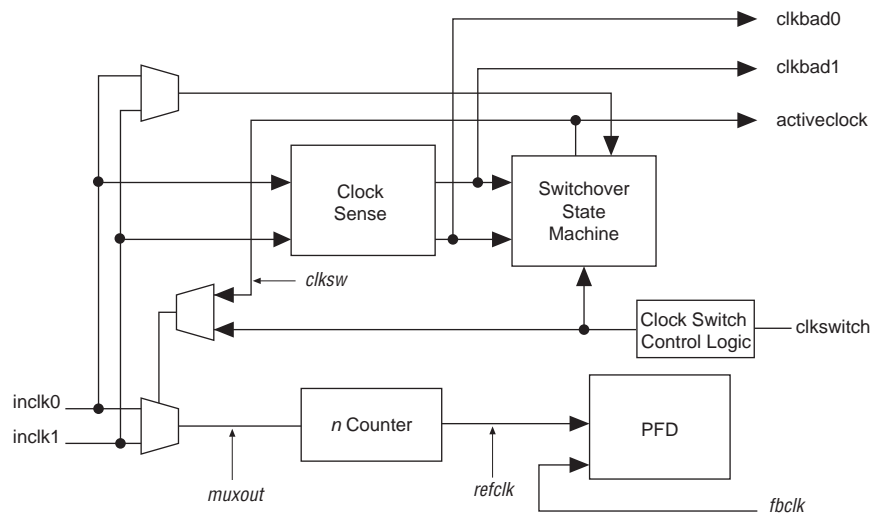 clkbad0
clkbad1
activeclock
Clock
Sense
Switchover
State
Machine
clksw
Clock Switch
Control Logic
clkswitch
inclk0
inclk1
n Counter
PFD
muxout
refclk
fbclk